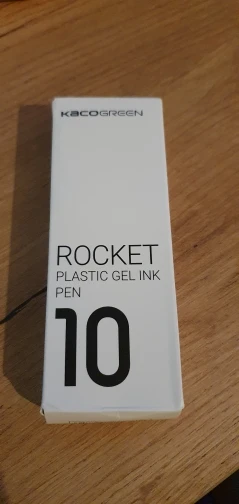 KACOGREEN
ROCKET
PLASTIC GEL INK
PEN
10